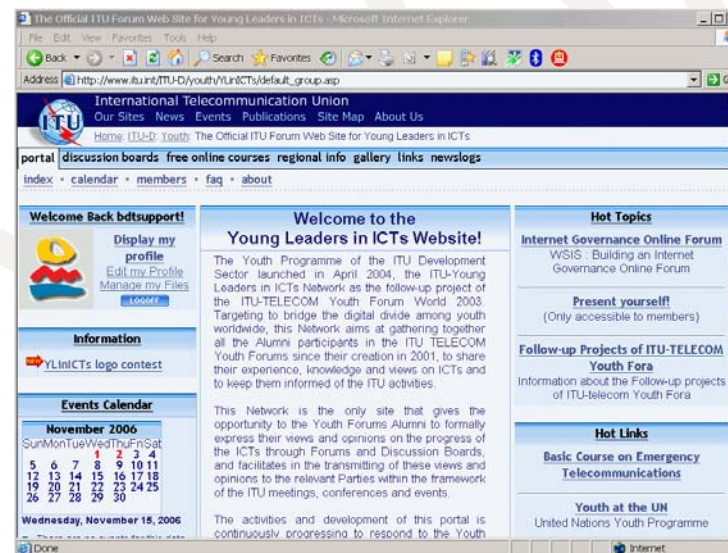 The Official ITU Forum Web Site for Young Leaders in ICTs - Microsoft Internet Explorer
File Edit View Favorites Tools Help
Back Search Favorites
Address http://www.itu.int/ITU-D/youth/YLinICTs/default_group.asp
ITU
International Telecommunication Union
Our Sites News Events Publications Site Map About Us
Home: ITU-D: Youth: The Official ITU Forum Web Site for Young Leaders in ICTs
portal discussion boards free online courses regional info gallery links newslogs
index • calendar • members • faq • about
Welcome Back bdtsupport!
Display my
profile
Edit my Profile
Manage my Files
LOGOFF
Information
NEW YLinICTs logo contest
Events Calendar
November 2006
SunMonTueWedThuFriSat
1 2 3 4
5 6 7 8 9 10 11
12 13 14 15 16 17 18
19 20 21 22 23 24 25
26 27 28 29 30
Wednesday, November 15, 2006
Welcome to the
Young Leaders in ICTs Website!
The Youth Programme of the ITU Development
Sector launched in April 2004, the ITU-Young
Leaders in ICTs Network as the follow-up project of
the ITU-TELECOM Youth Forum World 2003.
Targeting to bridge the digital divide among youth
worldwide, this Network aims at gathering together
all the Alumni participants in the ITU TELECOM
Youth Forums since their creation in 2001, to share
their experience, knowledge and views on ICTs and
to keep them informed of the ITU activities.
This Network is the only site that gives the
opportunity to the Youth Forums Alumni to formally
express their views and opinions on the progress of
the ICTs through Forums and Discussion Boards,
and facilitates in the transmitting of these views and
opinions to the relevant Parties within the framework
of the ITU meetings, conferences and events.
The activities and development of this portal is
continuously progressing to respond to the Youth
Hot Topics
Internet Governance Online Forum
WSIS : Building an Internet
Governance Online Forum
Present yourself!
(Only accessible to members)
Follow-up Projects of ITU-TELECOM
Youth Fora
Information about the Follow-up projects
of ITU-telecom Youth Fora
Hot Links
Basic Course on Emergency
Telecommunications
Youth at the UN
United Nations Youth Programme
Done
Internet